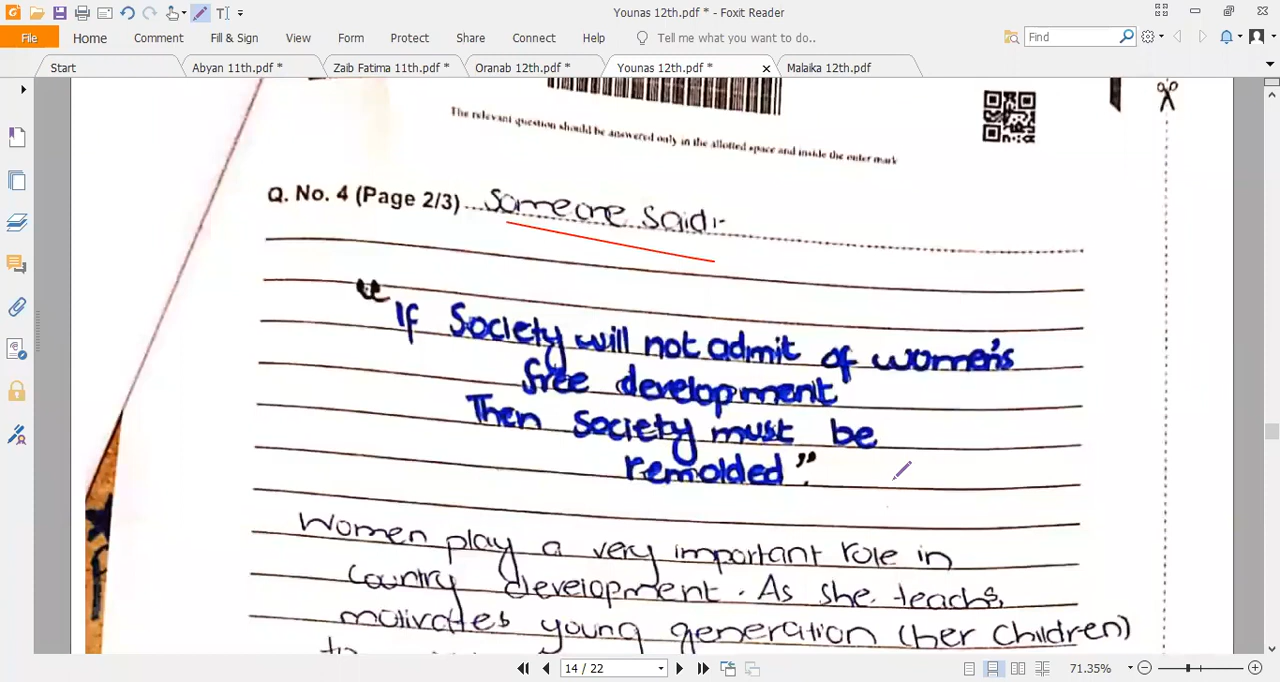 Younas 12th.pdf * - Foxit Reader
File Home Comment Fill & Sign View Form Protect Share Connect Help Tell me what you want to do.. Find
Start Abyan 11th.pdf * Zaib Fatima 11th.pdf * Oranab 12th.pdf * Younas 12th.pdf * Malaika 12th.pdf
The relevant question should be answered only in the allotted space and inside the outer mark
Q. No. 4 (Page 2/3) Someone Said:-
"If Society will not admit of women's
free development
Then society must be
remolded".
Women play a very important role in
country development. As she teachs,
motivates young generation (her children)
14 / 22 71.35%